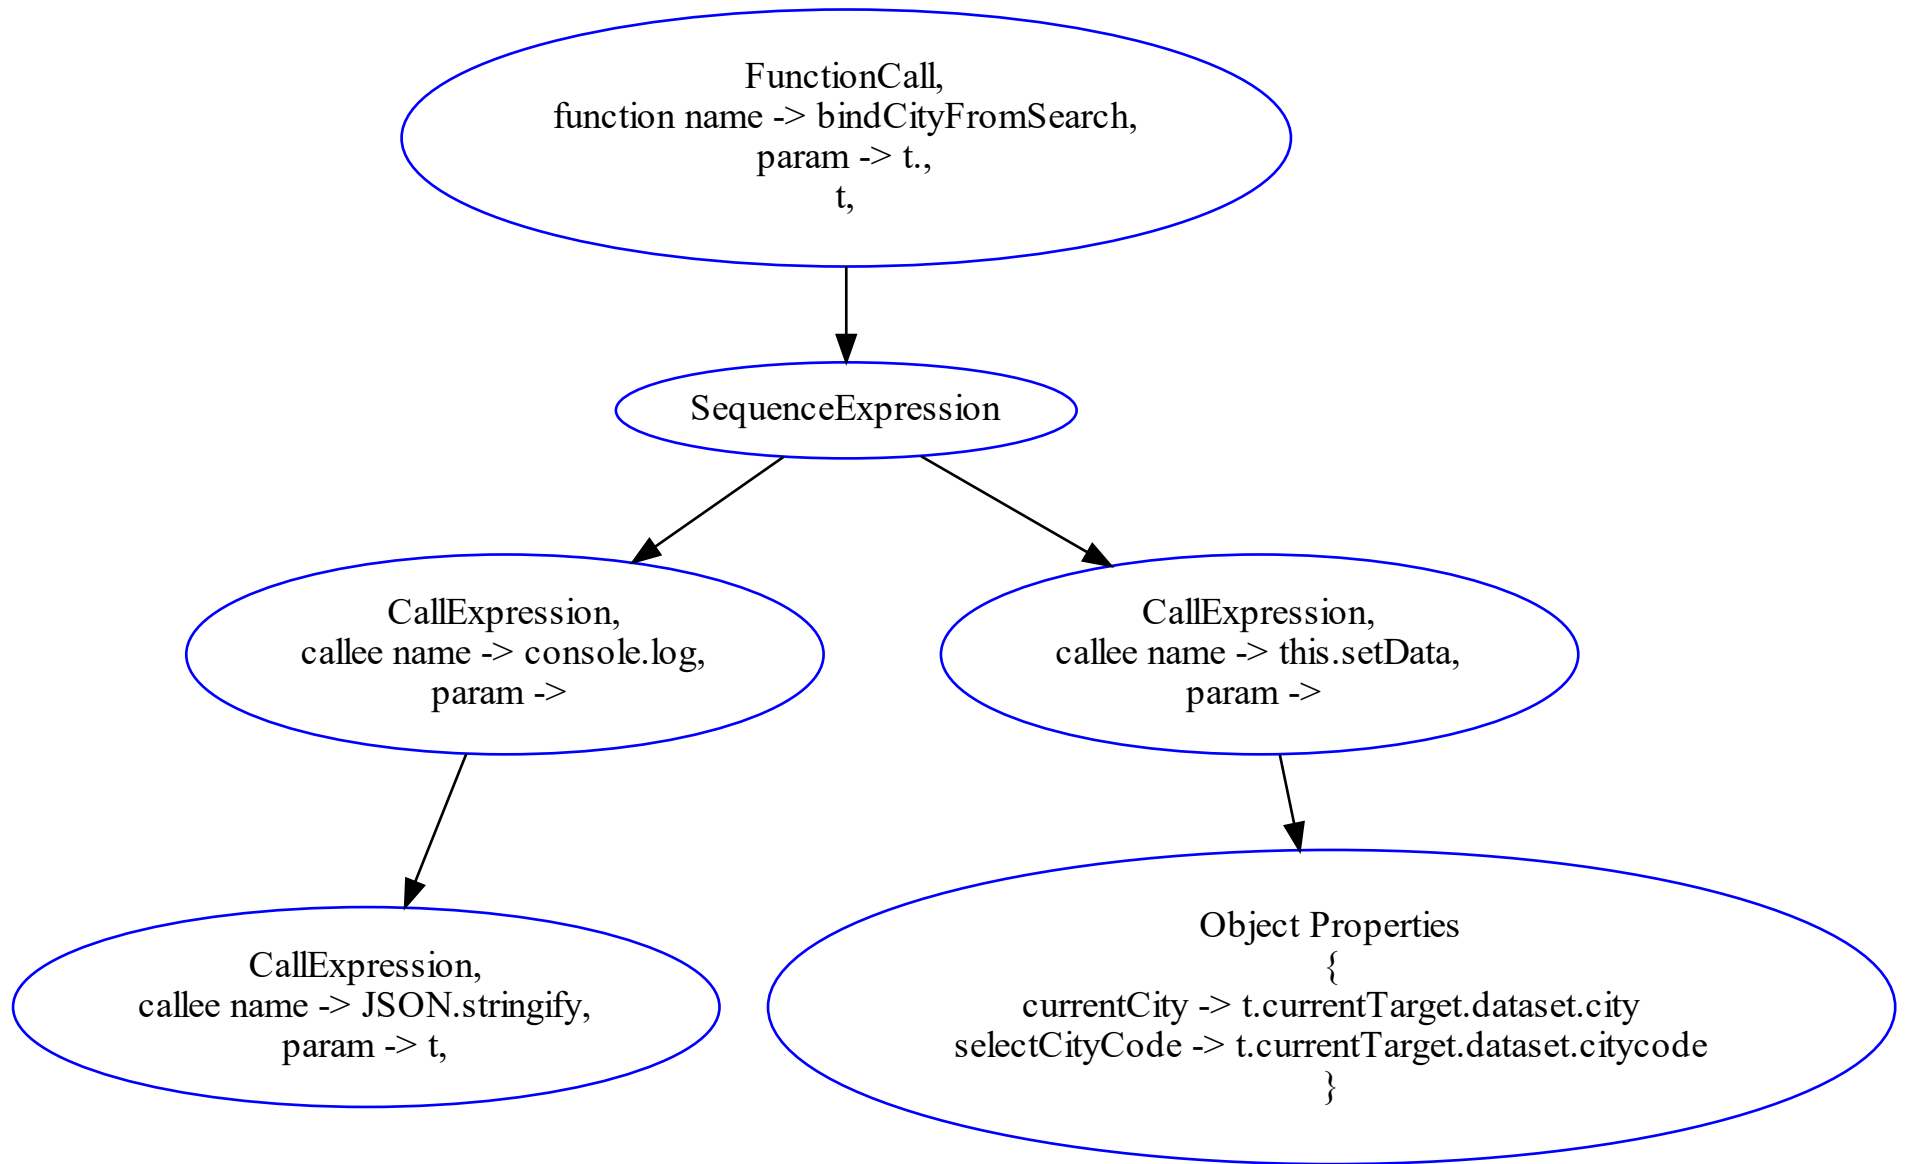 FunctionCall,
function name -> bindCityFromSearch,
param -> t.,
t,
SequenceExpression
CallExpression,
callee name -> console.log,
param ->
CallExpression,
callee name -> this.setData,
param ->
CallExpression,
callee name -> JSON.stringify,
param -> t,
Object Properties
{
currentCity -> t.currentTarget.dataset.city
selectCityCode -> t.currentTarget.dataset.citycode
}